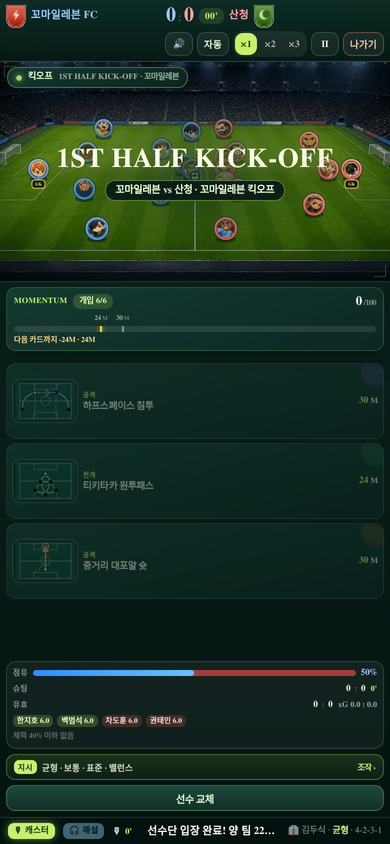 꼬마일레븐 FC 0 : 0 00' 산청
자동 ×1 ×2 ×3 II 나가기
킥오프 1ST HALF KICK-OFF · 꼬마일레븐
1ST HALF KICK-OFF
꼬마일레븐 vs 산청 · 꼬마일레븐 킥오프
GK GK
MOMENTUM 개입 6/6 0 /100
24 M 30 M
다음 카드까지 -24M · 24M
공격
하프스페이스 침투 30 M
전개
티키타카 원투패스 24 M
공격
중거리 대포알 슛 30 M
점유 50%
슈팅 0 : 0 0'
유효 0 : 0 xG 0.0 : 0.0
한지호 6.0 백범석 6.0 차도훈 6.0 권태민 6.0
체력 40% 이하 없음
지시 균형 · 보통 · 표준 · 밸런스 조작 ›
선수 교체
캐스터 해설 0' 선수단 입장 완료! 양 팀 22... 김두식 · 균형 · 4-2-3-1